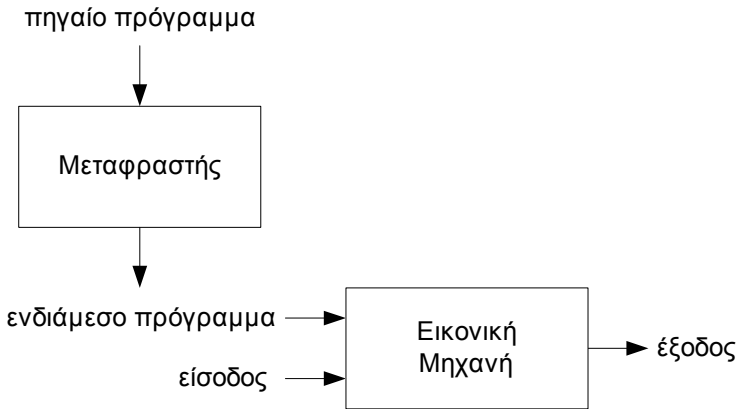 πηγαίο πρόγραμμα
Μεταφραστής
ενδιάμεσο πρόγραμμα
είσοδος
Εικονική
Μηχανή
έξοδος